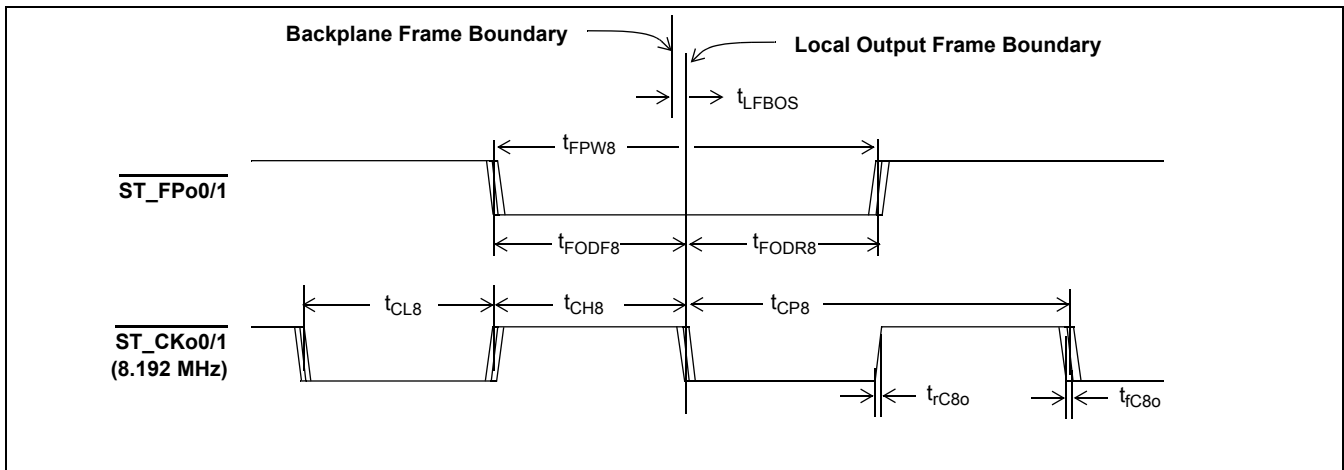 Backplane Frame Boundary
Local Output Frame Boundary
tLFBOS
tFPW8
ST_FPo0/1
tFODF8
tFODR8
tCL8
tCH8
tCP8
ST_CKo0/1
(8.192 MHz)
trC8o
tfC8o